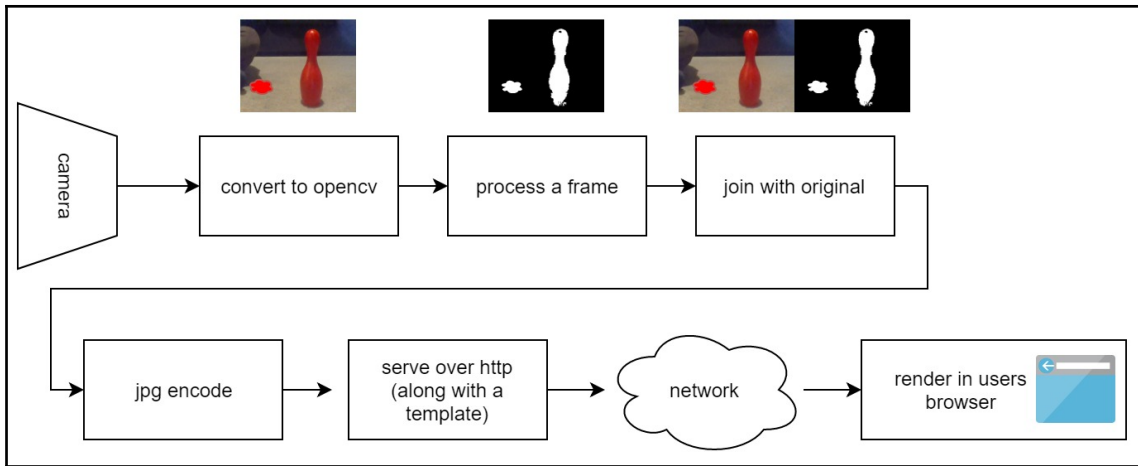 camera
convert to opencv
process a frame
join with original
jpg encode
serve over http
(along with a
template)
network
render in users
browser